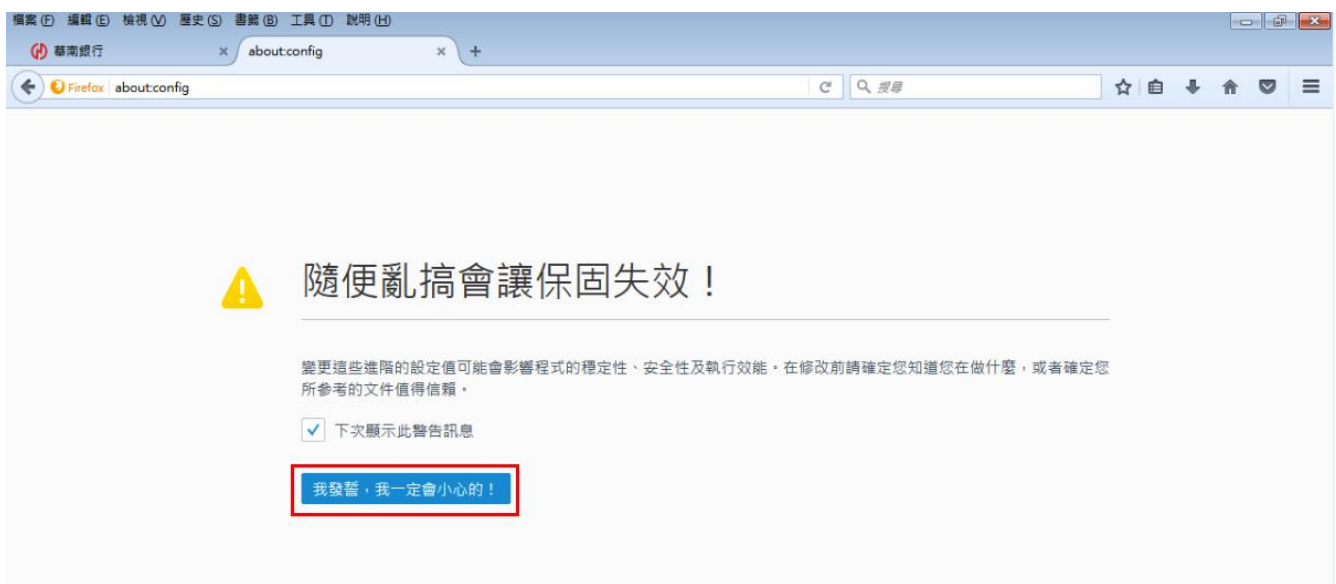 檔案(F) 編輯(E) 檢視(V) 歷史(S) 書籤(B) 工具(T) 說明(H)
華南銀行 about:config
Firefox about:config 搜尋
隨便亂搞會讓保固失效！
變更這些進階的設定值可能會影響程式的穩定性、安全性及執行效能。在修改前請確定您知道您在做什麼，或者確定您
所參考的文件值得信賴。
下次顯示此警告訊息
我發誓，我一定會小心的！